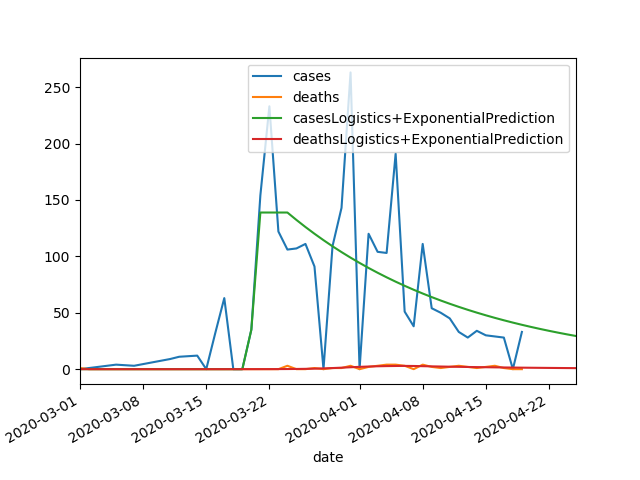 cases
deaths
casesLogistics+ExponentialPrediction
deathsLogistics+ExponentialPrediction
250
200
150
100
50
0
2020-03-01
2020-03-08
2020-03-15
2020-03-22
2020-04-01
2020-04-08
2020-04-15
2020-04-22
date